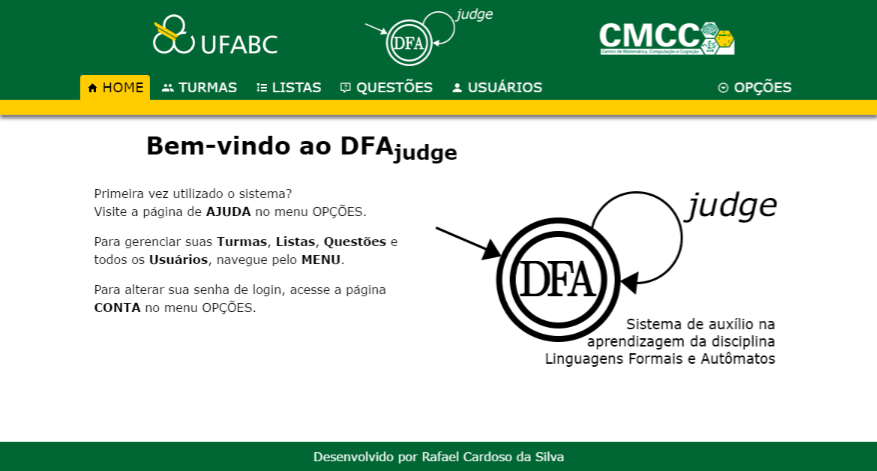 UFABC
DFA
judge
CMCC
Centro de Matemática, Computação e Cognição
HOME
TURMAS
LISTAS
QUESTÕES
USUÁRIOS
OPÇÕES
Bem-vindo ao DFAjudge
Primeira vez utilizado o sistema?
Visite a página de AJUDA no menu OPÇÕES.
Para gerenciar suas Turmas, Listas, Questões e
todos os Usuários, navegue pelo MENU.
Para alterar sua senha de login, acesse a página
CONTA no menu OPÇÕES.
judge
DFA
Sistema de auxílio na
aprendizagem da disciplina
Linguagens Formais e Autômatos
Desenvolvido por Rafael Cardoso da Silva